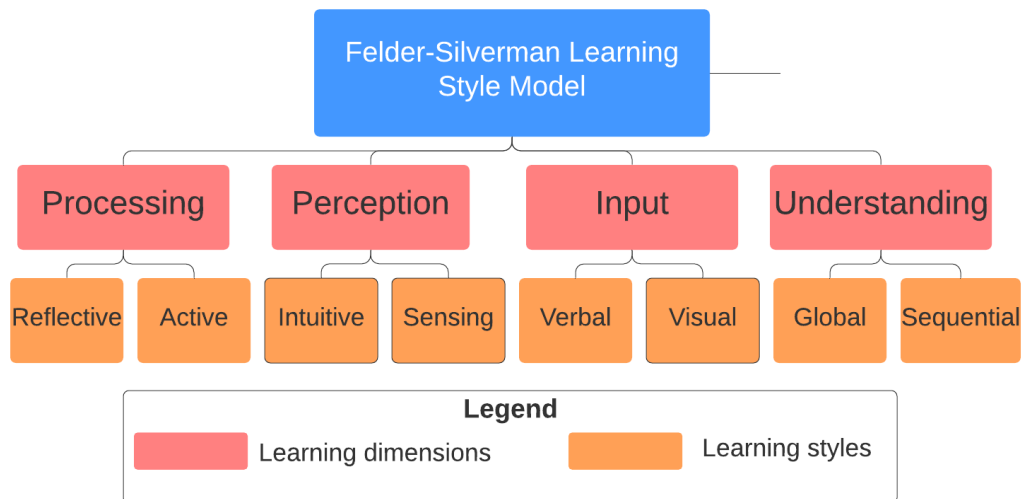 Felder-Silverman Learning
Style Model
Processing
Perception
Input
Understanding
Reflective
Active
Intuitive
Sensing
Verbal
Visual
Global
Sequential
Legend
Learning dimensions
Learning styles